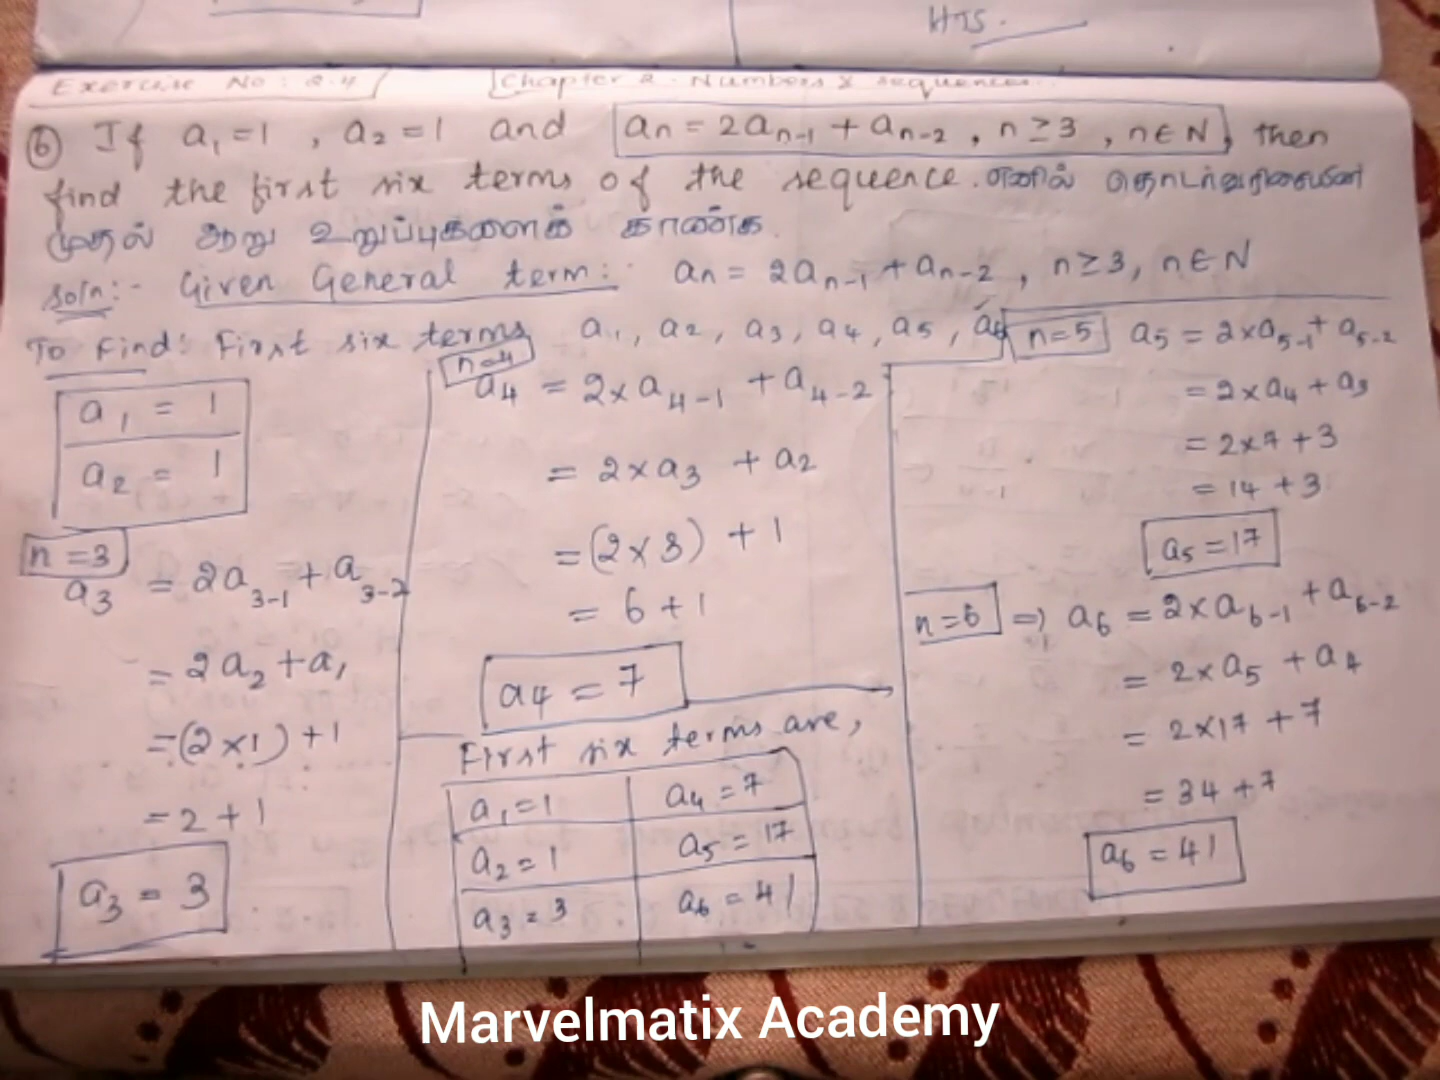 HTS.
Exercise No: 2.4 Chapter 2. Numbers & sequences.
⑥ If a₁ = 1 , a₂ = 1 and aₙ = 2aₙ₋₁ + aₙ₋₂ , n ≥ 3 , n ∈ N , then
find the first six terms of the sequence. எனில் தொடர்வரிசையின்
முதல் ஆறு உறுப்புகளைக் காண்க.
Soln:- Given General term: aₙ = 2aₙ₋₁ + aₙ₋₂ , n ≥ 3, n ∈ N
To Find: First six terms a₁, a₂, a₃, a₄, a₅, a₆
a₁ = 1
a₂ = 1
n = 3
a₃ = 2a₃₋₁ + a₃₋₂
= 2a₂ + a₁
= (2×1) + 1
= 2 + 1
a₃ = 3
n=4
a₄ = 2×a₄₋₁ + a₄₋₂
= 2×a₃ + a₂
= (2×3) + 1
= 6 + 1
a₄ = 7
First six terms are,
a₁ = 1 a₄ = 7
a₂ = 1 a₅ = 17
a₃ = 3 a₆ = 41
n=5 a₅ = 2×a₅₋₁ + a₅₋₂
= 2×a₄ + a₃
= 2×7 + 3
= 14 + 3
a₅ = 17
n=6 ⇒ a₆ = 2×a₆₋₁ + a₆₋₂
= 2×a₅ + a₄
= 2×17 + 7
= 34 + 7
a₆ = 41
Marvelmatix Academy